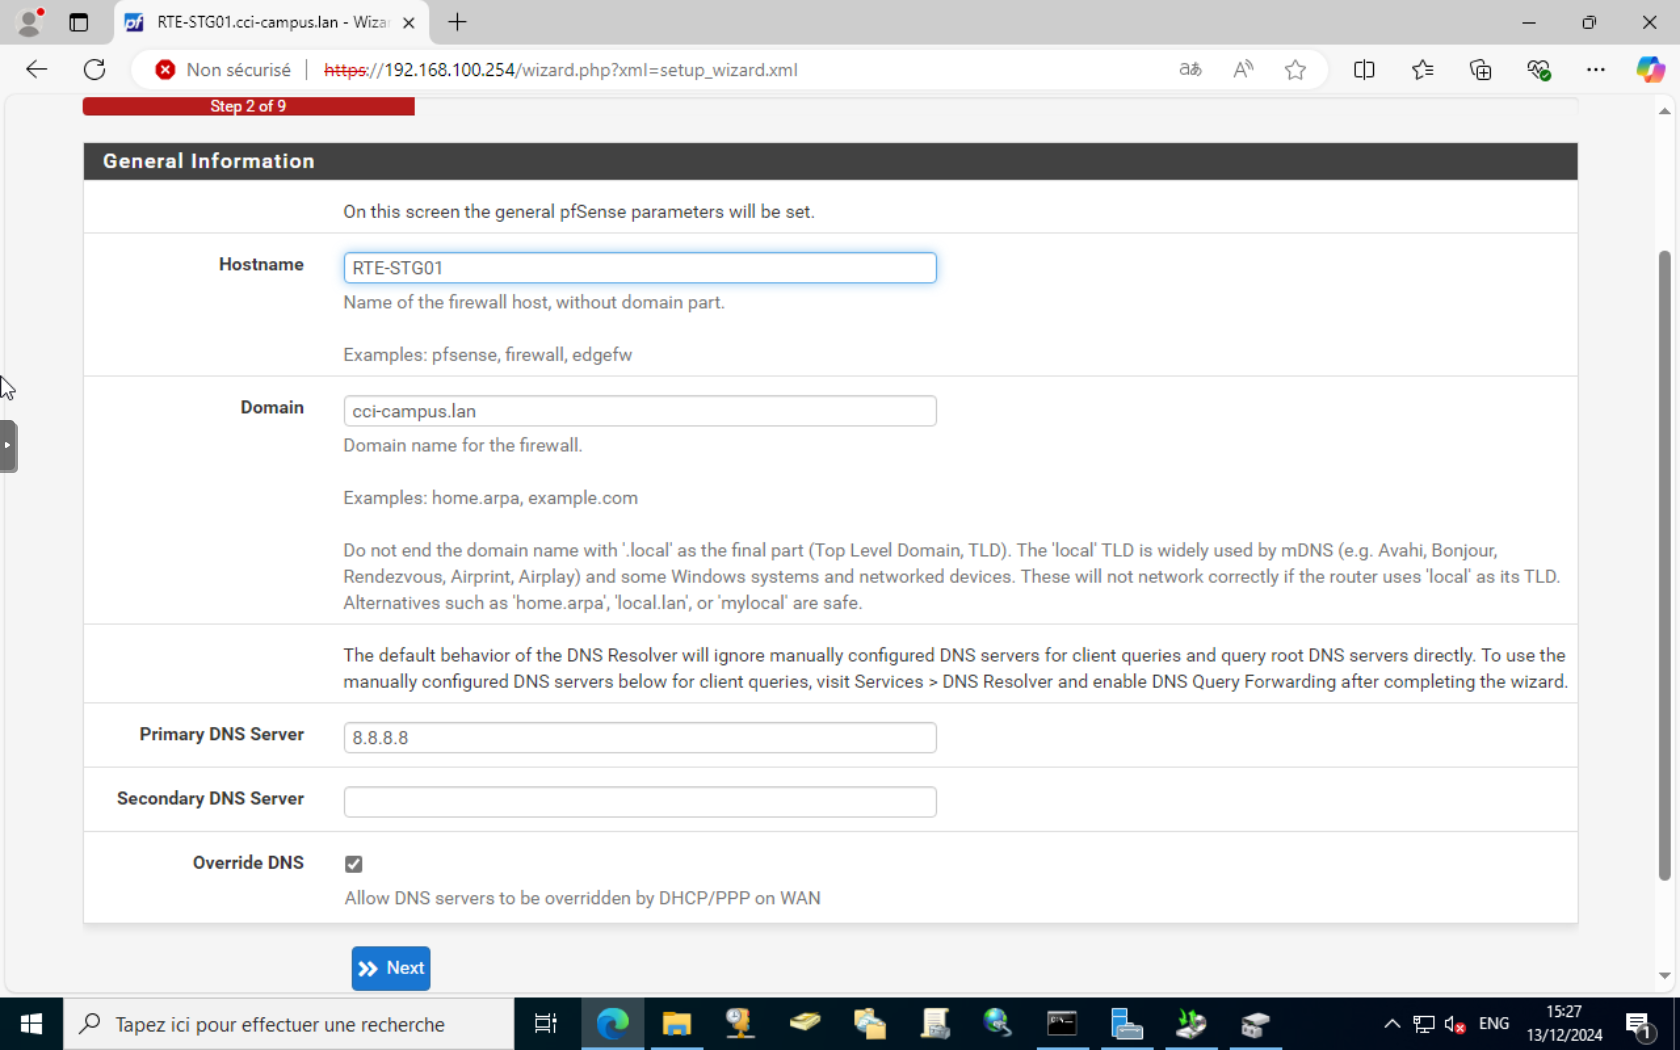 RTE-STG01.cci-campus.lan - Wiza
Non sécurisé
https://192.168.100.254/wizard.php?xml=setup_wizard.xml
Step 2 of 9
General Information
On this screen the general pfSense parameters will be set.
Hostname
RTE-STG01
Name of the firewall host, without domain part.
Examples: pfsense, firewall, edgefw
Domain
cci-campus.lan
Domain name for the firewall.
Examples: home.arpa, example.com
Do not end the domain name with '.local' as the final part (Top Level Domain, TLD). The 'local' TLD is widely used by mDNS (e.g. Avahi, Bonjour,
Rendezvous, Airprint, Airplay) and some Windows systems and networked devices. These will not network correctly if the router uses 'local' as its TLD.
Alternatives such as 'home.arpa', 'local.lan', or 'mylocal' are safe.
The default behavior of the DNS Resolver will ignore manually configured DNS servers for client queries and query root DNS servers directly. To use the
manually configured DNS servers below for client queries, visit Services > DNS Resolver and enable DNS Query Forwarding after completing the wizard.
Primary DNS Server
8.8.8.8
Secondary DNS Server
Override DNS
Allow DNS servers to be overridden by DHCP/PPP on WAN
Next
Tapez ici pour effectuer une recherche
ENG
15:27
13/12/2024
1